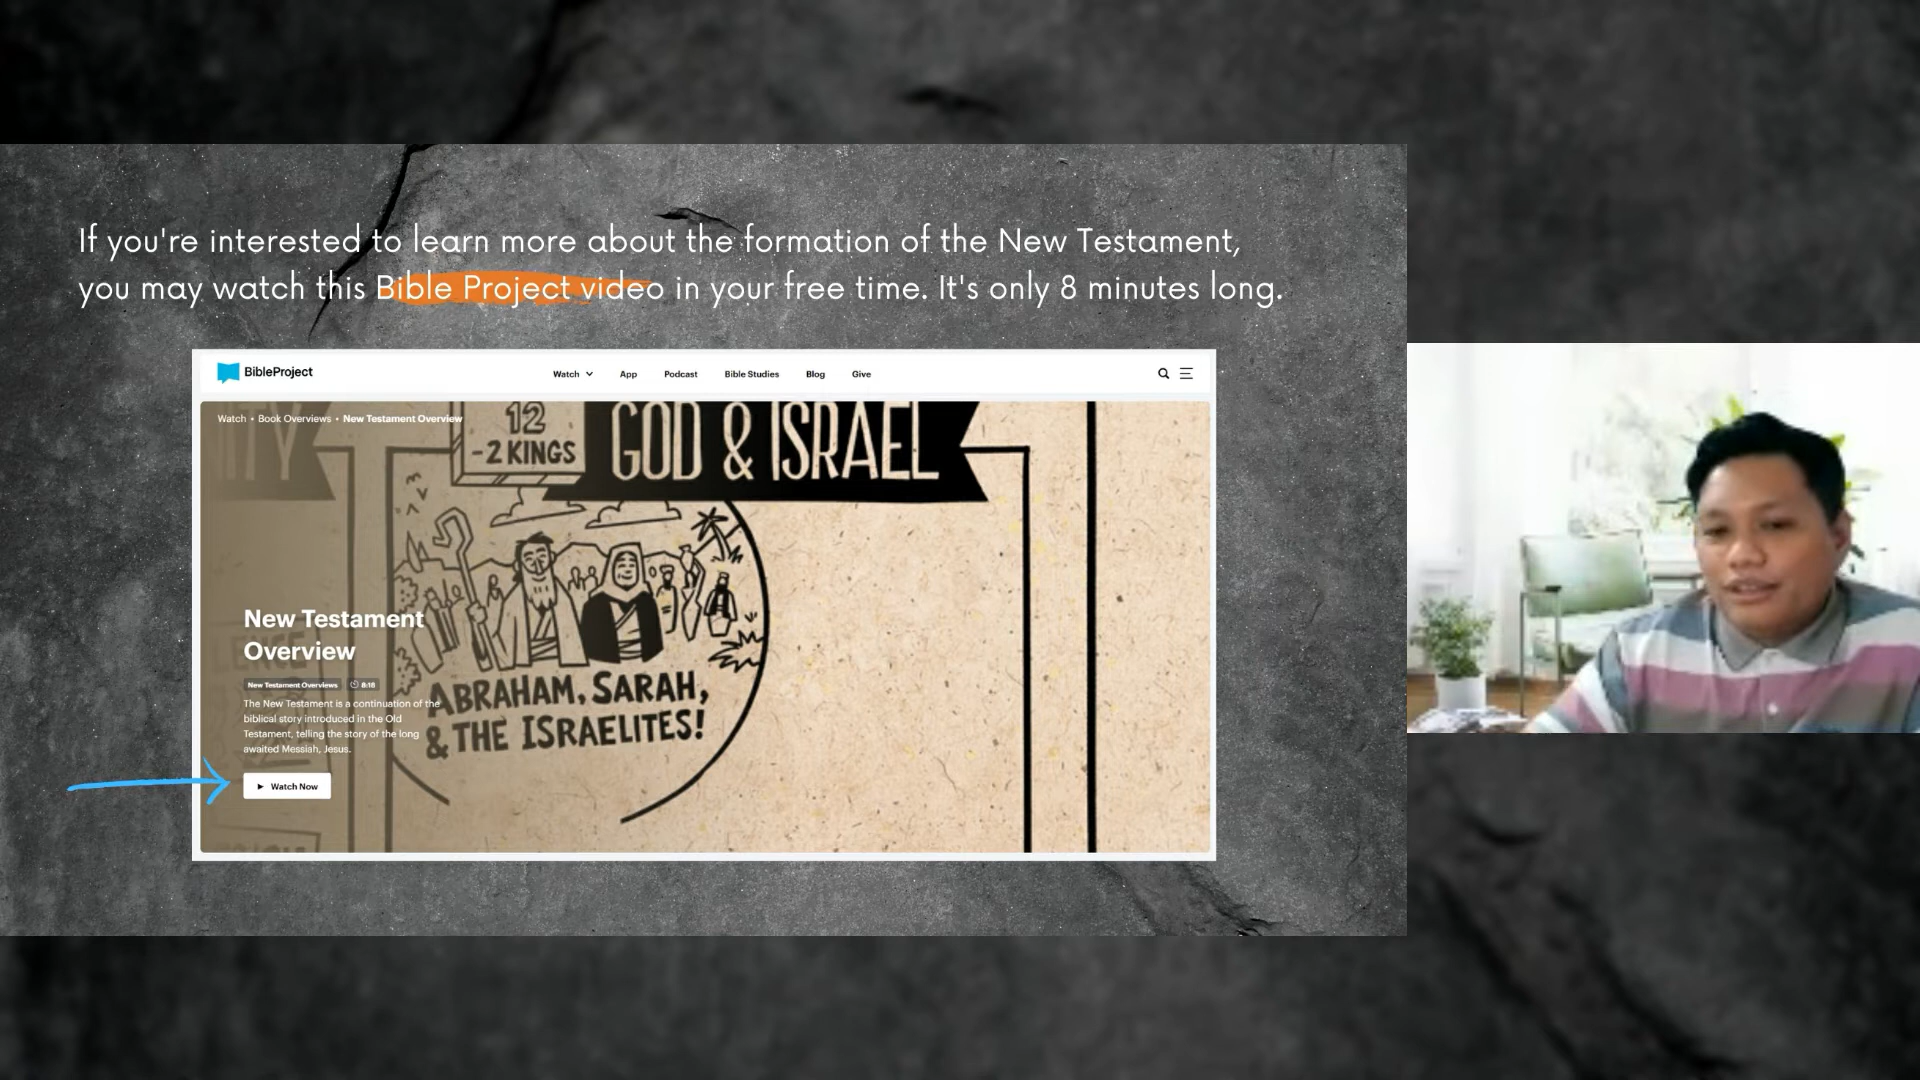 If you're interested to learn more about the formation of the New Testament,
you may watch this Bible Project video in your free time. It's only 8 minutes long.
BibleProject
Watch App Podcast Bible Studies Blog Give
Watch • Book Overviews • New Testament Overview
12
-2 KINGS
GOD & ISRAEL
New Testament
Overview
New Testament Overviews 8:16
The New Testament is a continuation of the
biblical story introduced in the Old
Testament, telling the story of the long
awaited Messiah, Jesus.
Watch Now
ABRAHAM, SARAH,
& THE ISRAELITES!